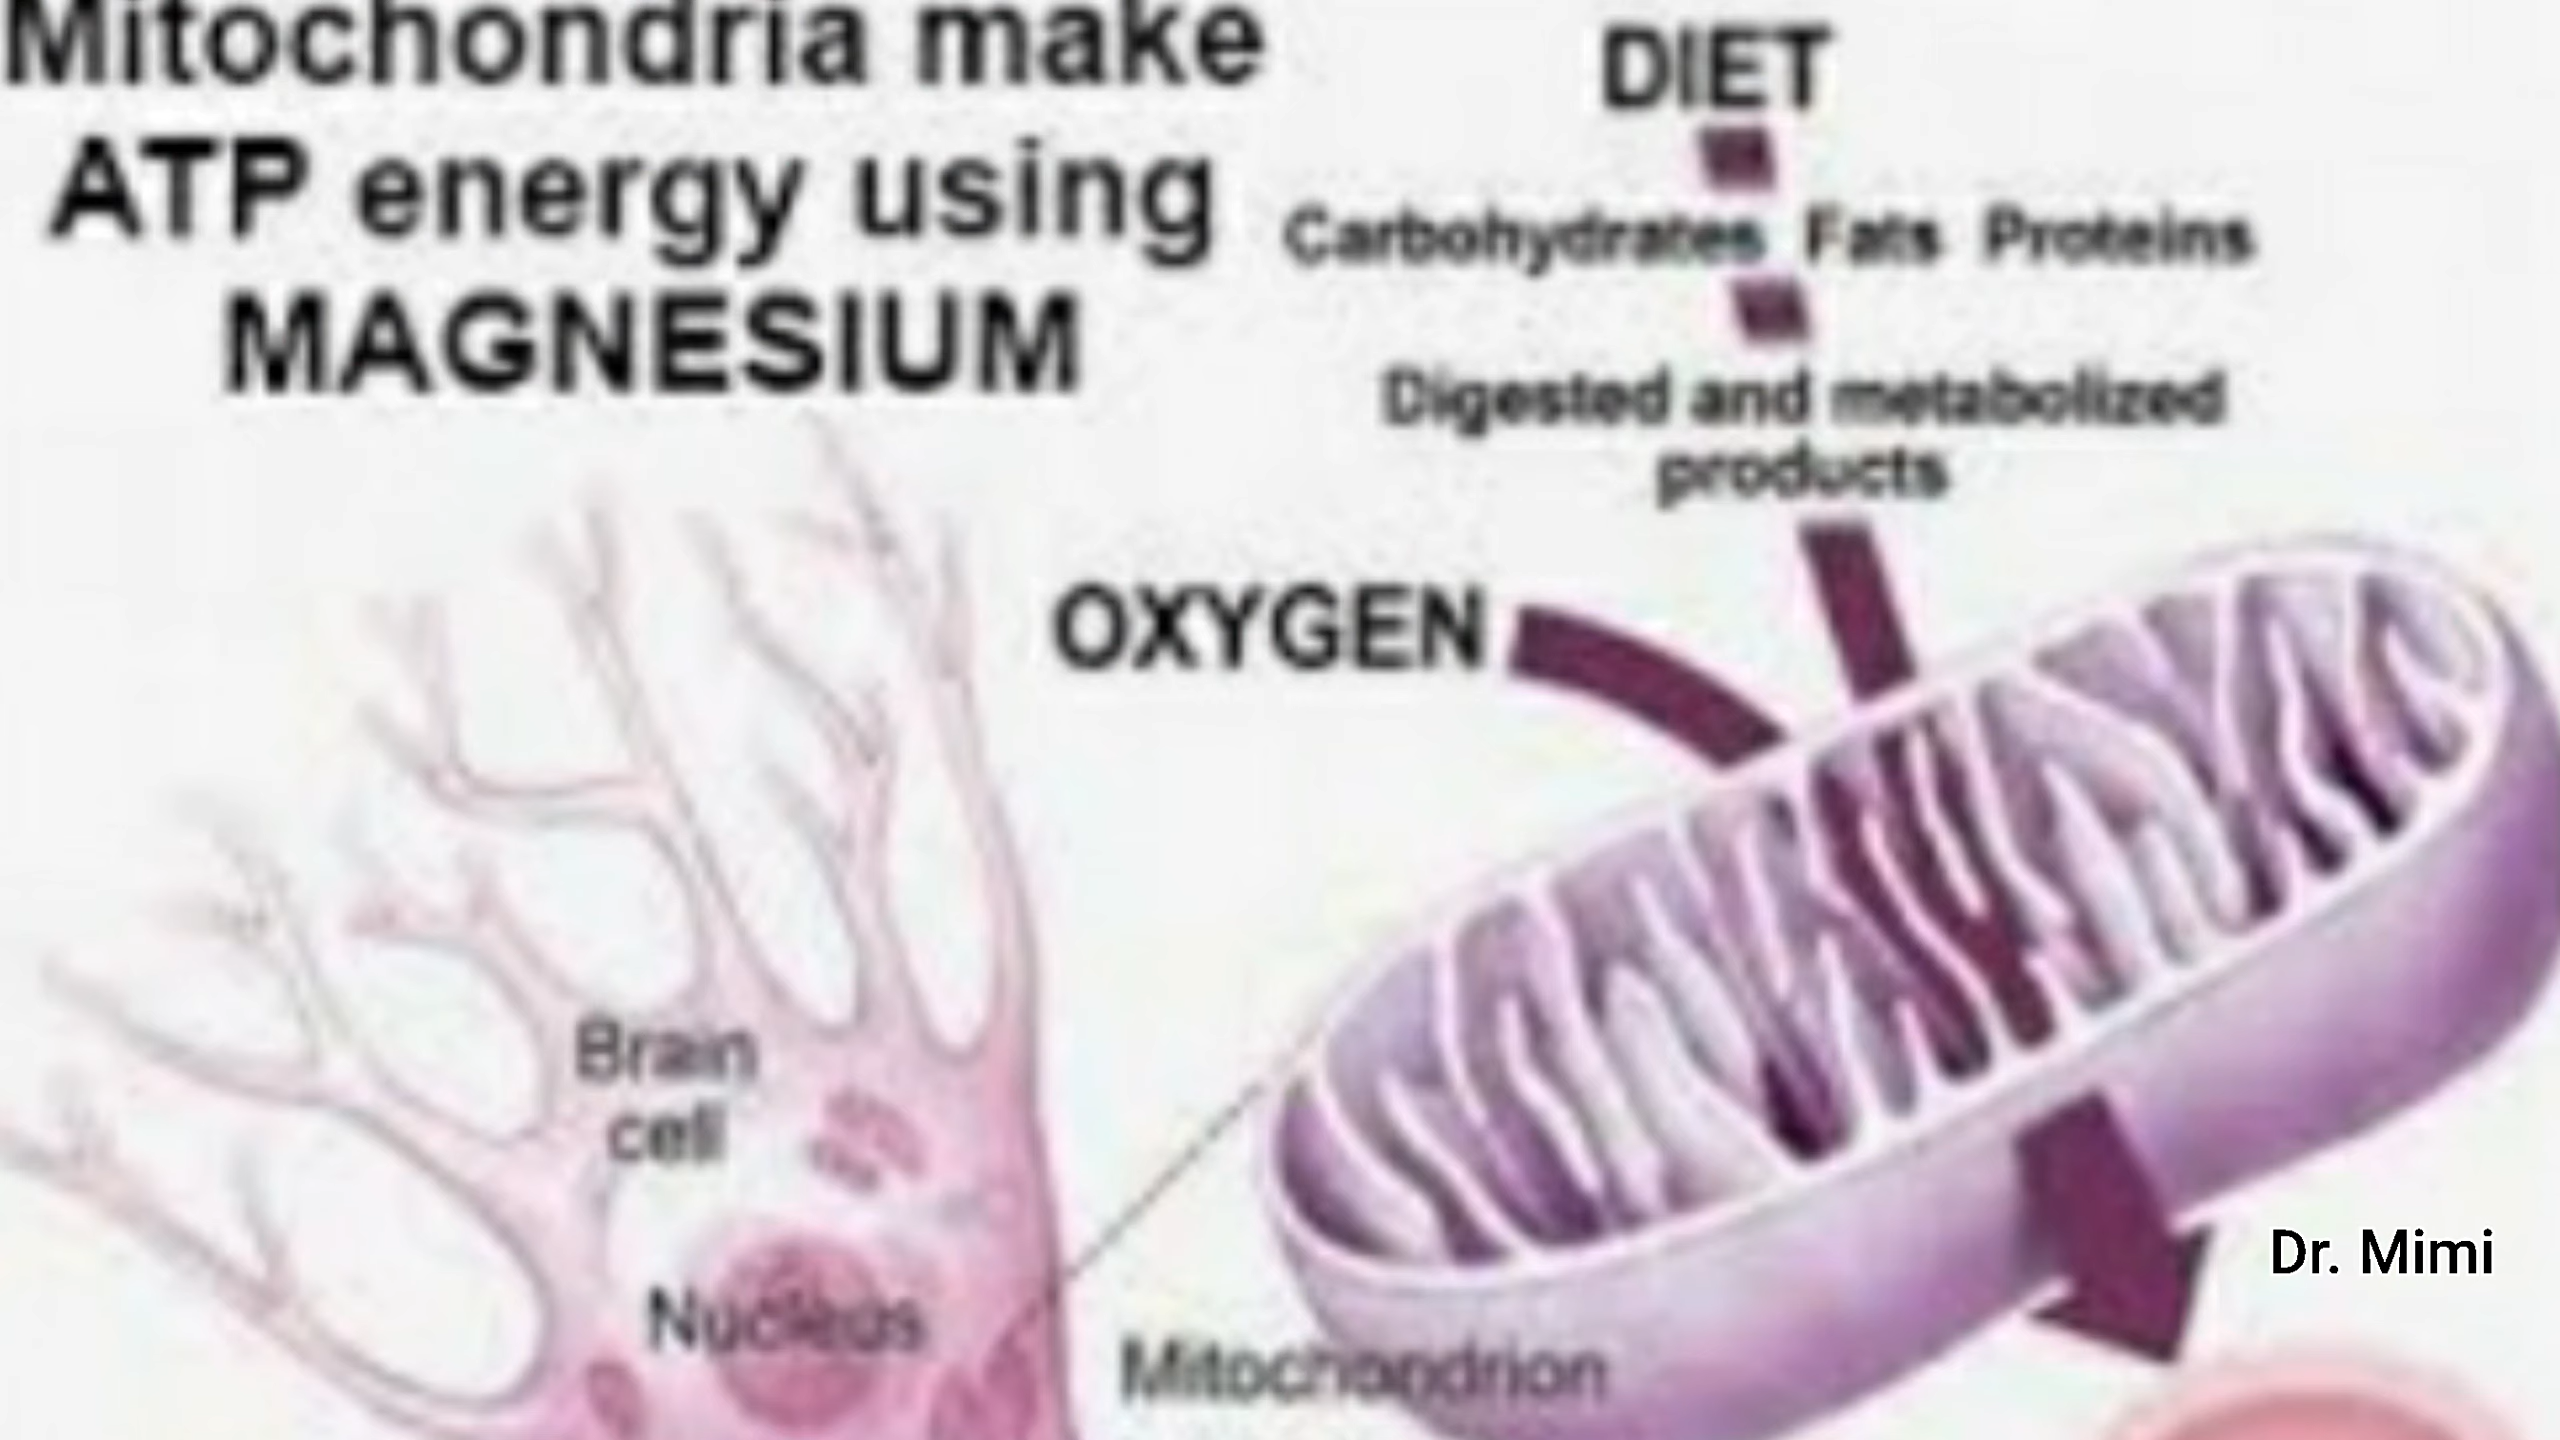 Mitochondria make
ATP energy using
MAGNESIUM
DIET
Carbohydrates Fats Proteins
Digested and metabolized
products
OXYGEN
Brain
cell
Nucleus
Mitochondrion
Dr. Mimi